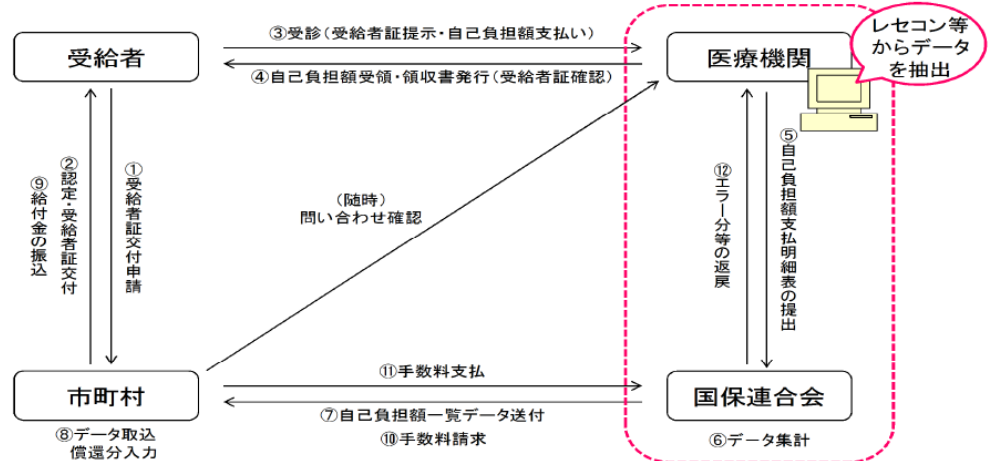 レセコン等
からデータ
を抽出
受給者
③受診(受給者証提示・自己負担額支払い)
④自己負担額受領・領収書発行(受給者証確認)
医療機関
⑨給付金の振込
②認定・受給者証交付
①受給者証交付申請
(随時)
問い合わせ確認
⑫エラー分等の返戻
⑤自己負担額支払明細表の提出
市町村
⑪手数料支払
⑦自己負担額一覧データ送付
⑩手数料請求
国保連合会
⑧データ取込
償還分入力
⑥データ集計